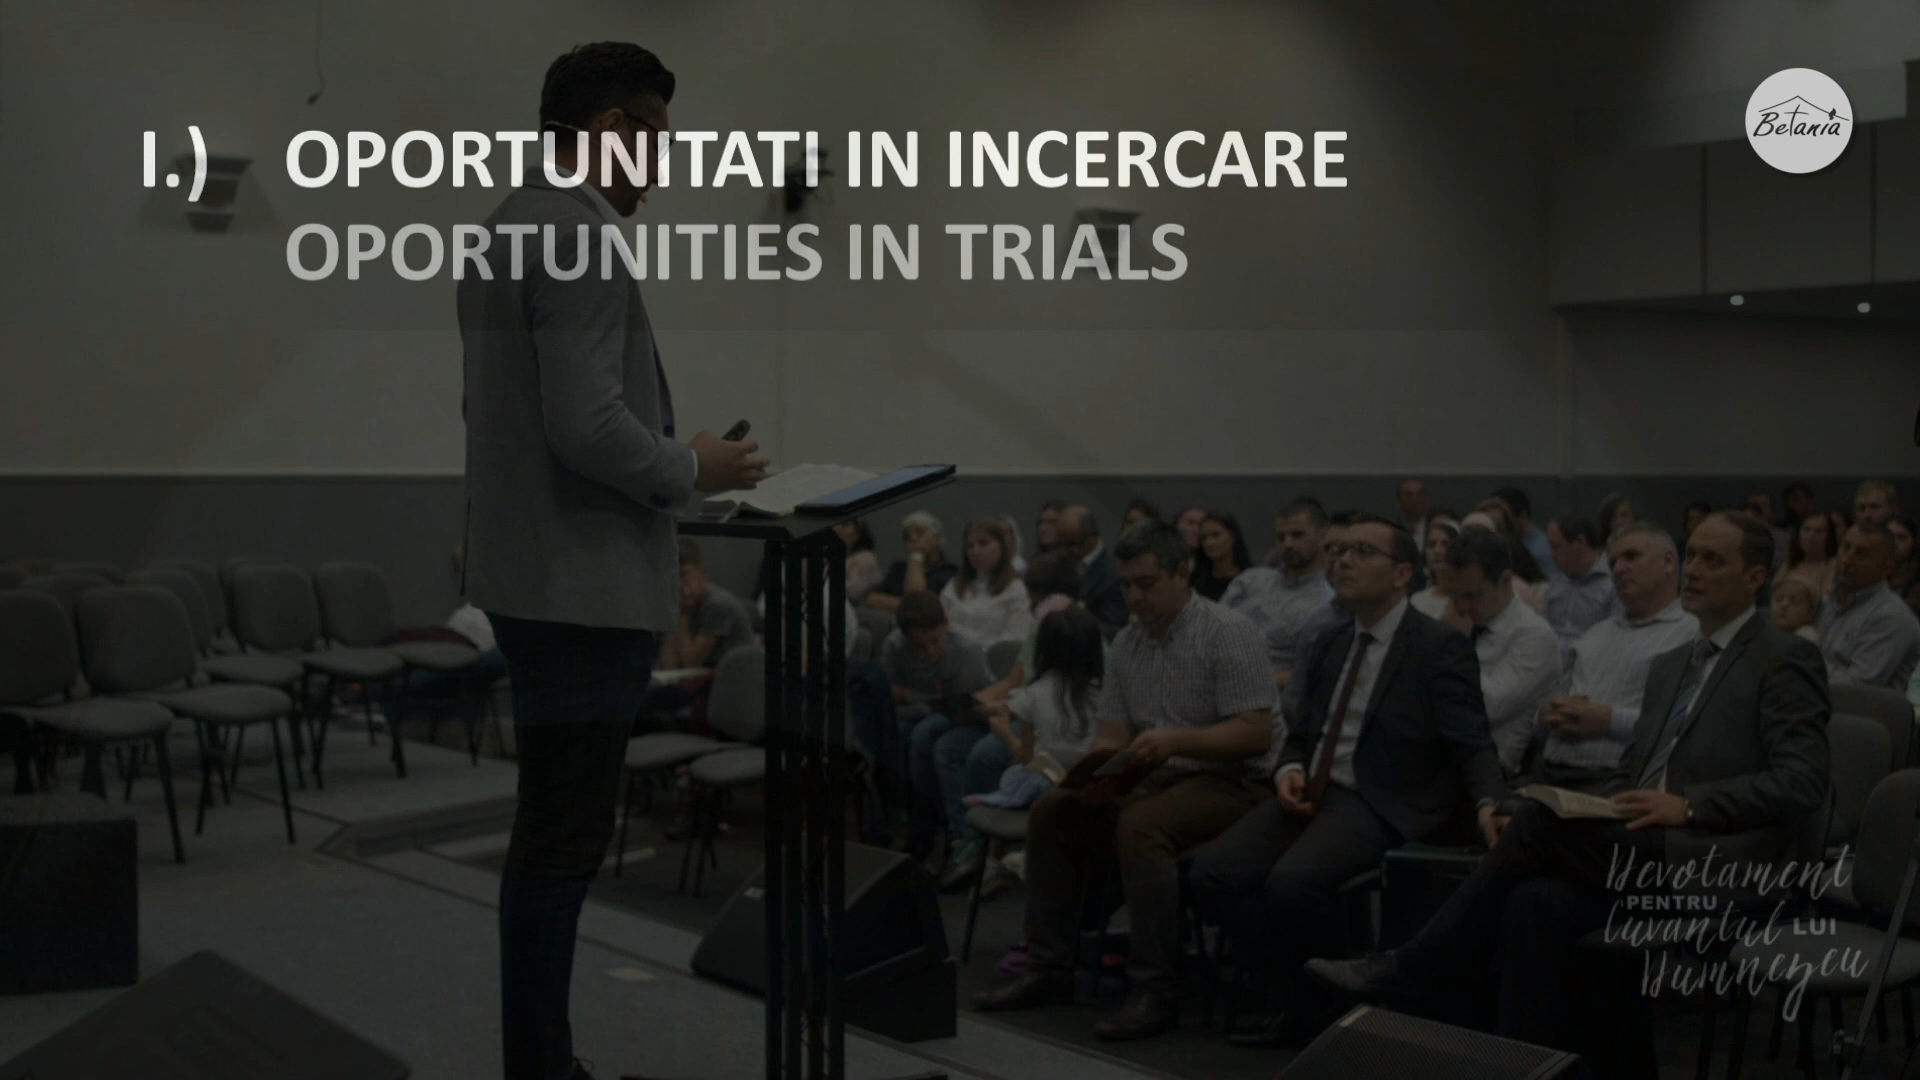 I.) OPORTUNITATI IN INCERCARE
OPORTUNITIES IN TRIALS
Betania
Devotament
PENTRU
Cuvantul LUI
Dumnezeu